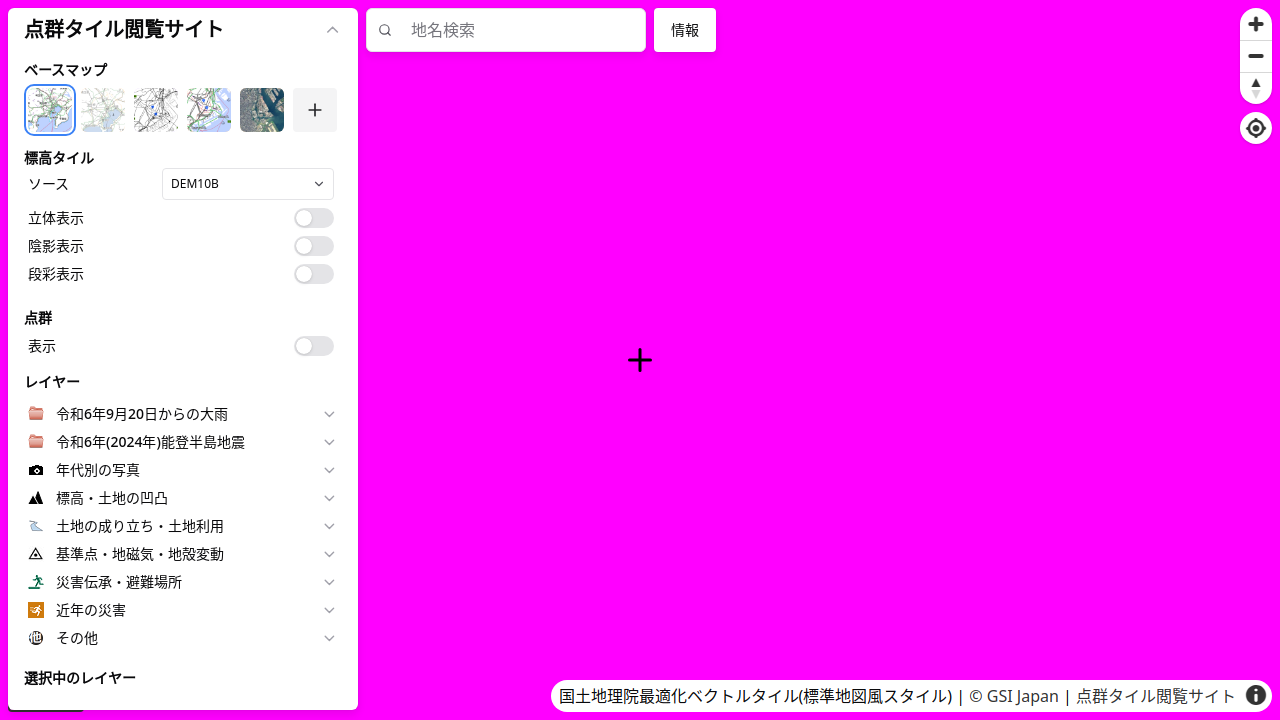 点群タイル閲覧サイト
地名検索
情報
ベースマップ
標高タイル
ソース
DEM10B
立体表示
陰影表示
段彩表示
点群
表示
レイヤー
令和6年9月20日からの大雨
令和6年(2024年)能登半島地震
年代別の写真
標高・土地の凹凸
土地の成り立ち・土地利用
基準点・地磁気・地殻変動
災害伝承・避難場所
近年の災害
その他
選択中のレイヤー
国土地理院最適化ベクトルタイル(標準地図風スタイル) | © GSI Japan | 点群タイル閲覧サイト